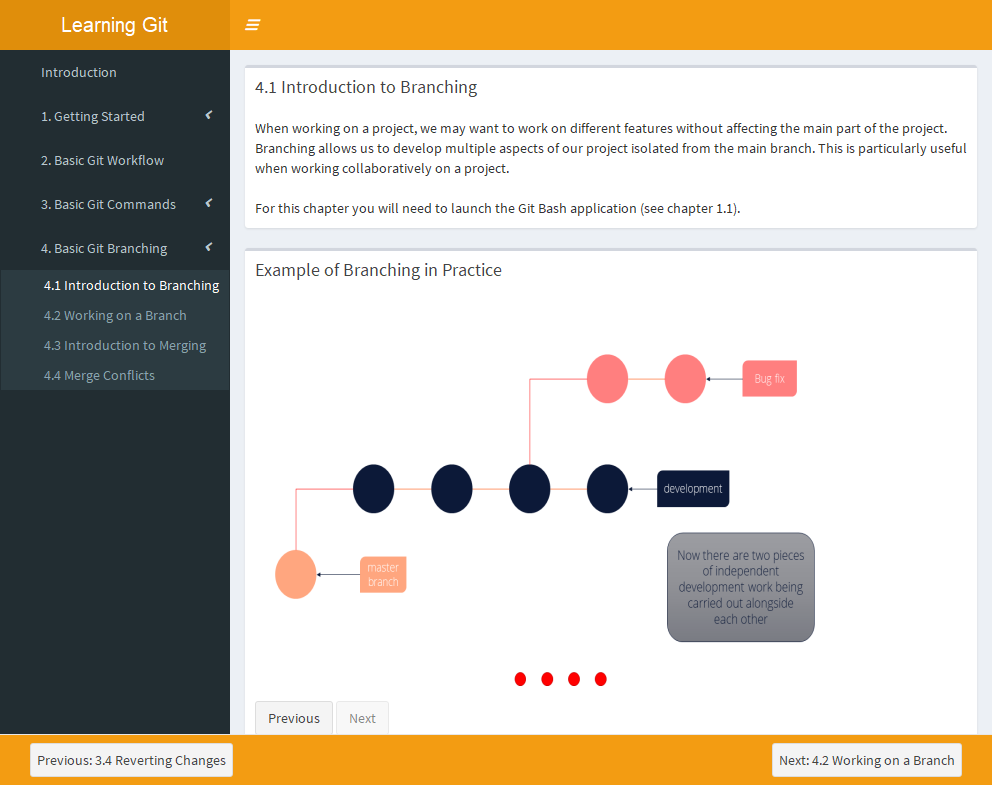 Learning Git
Introduction
1. Getting Started
2. Basic Git Workflow
3. Basic Git Commands
4. Basic Git Branching
4.1 Introduction to Branching
4.2 Working on a Branch
4.3 Introduction to Merging
4.4 Merge Conflicts
4.1 Introduction to Branching
When working on a project, we may want to work on different features without affecting the main part of the project.
Branching allows us to develop multiple aspects of our project isolated from the main branch. This is particularly useful
when working collaboratively on a project.
For this chapter you will need to launch the Git Bash application (see chapter 1.1).
Example of Branching in Practice
Bug fix
development
master
branch
Now there are two pieces
of independent
development work being
carried out alongside
each other
Previous
Next
Previous: 3.4 Reverting Changes
Next: 4.2 Working on a Branch